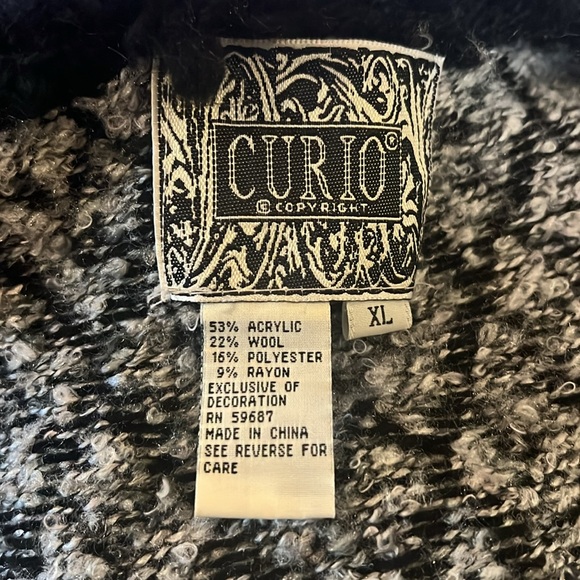 CURIO©
© COPYRIGHT
XL
53% ACRYLIC
22% WOOL
16% POLYESTER
9% RAYON
EXCLUSIVE OF
DECORATION
RN 59687
MADE IN CHINA
SEE REVERSE FOR
CARE